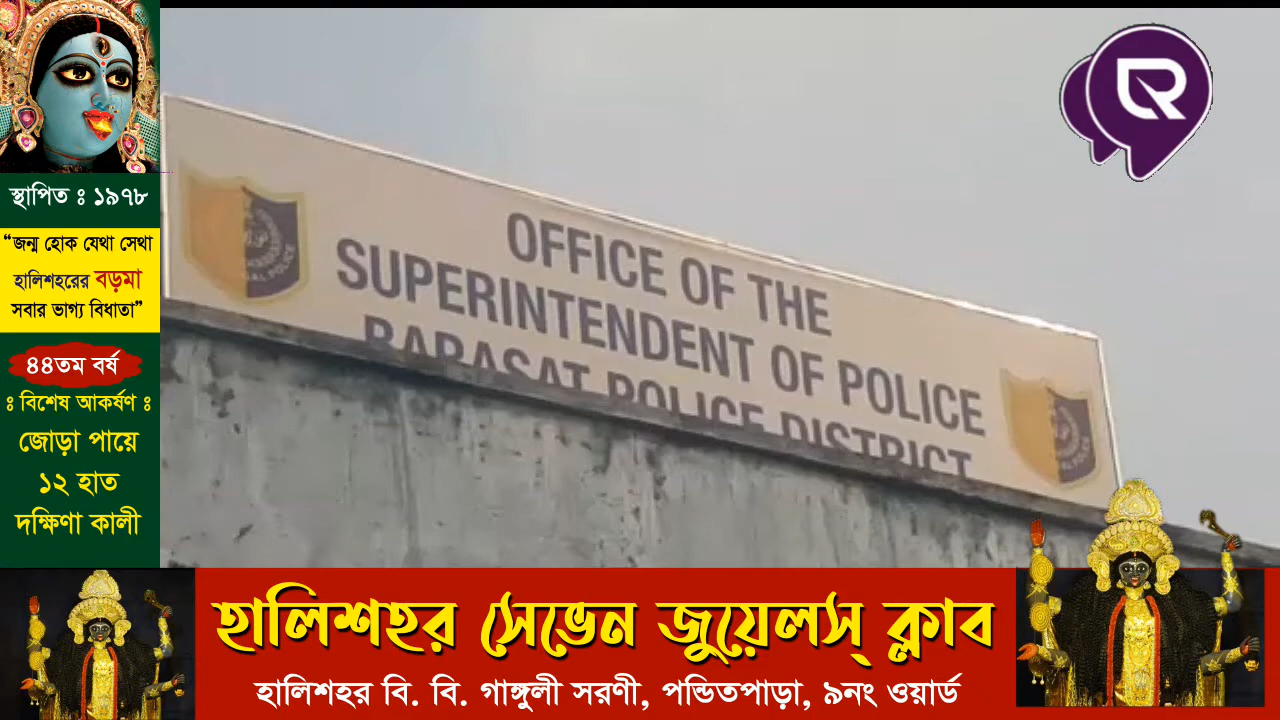 স্থাপিত ঃ ১৯৭৮
“জন্ম হোক যেথা সেথা
হালিশহরের বড়মা
সবার ভাগ্য বিধাতা”
৪৪তম বর্ষ
ঃ বিশেষ আকর্ষণ ঃ
জোড়া পায়ে
১২ হাত
দক্ষিণা কালী
OFFICE OF THE
SUPERINTENDENT OF POLICE
BARASAT POLICE DISTRICT
হালিশহর সেভেন জুয়েলস্ ক্লাব
হালিশহর বি. বি. গাঙ্গুলী সরণী, পন্ডিতপাড়া, ৯নং ওয়ার্ড